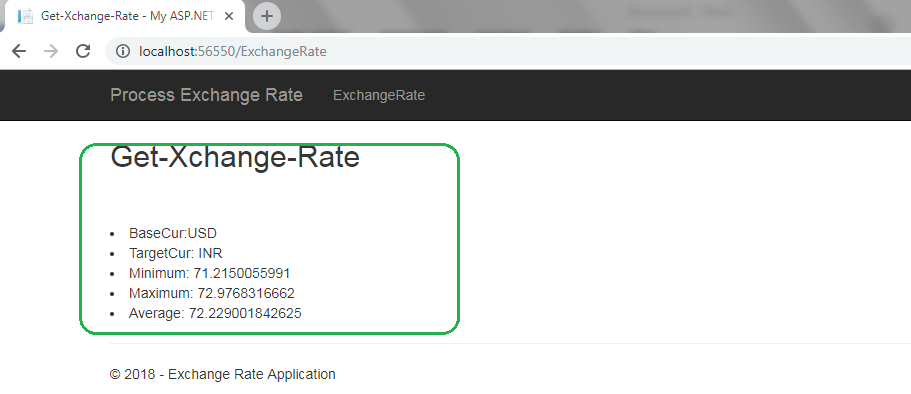 Get-Xchange-Rate - My ASP.NET
localhost:56550/ExchangeRate
Process Exchange Rate ExchangeRate
Get-Xchange-Rate
• BaseCur:USD
• TargetCur: INR
• Minimum: 71.2150055991
• Maximum: 72.9768316662
• Average: 72.229001842625
© 2018 - Exchange Rate Application